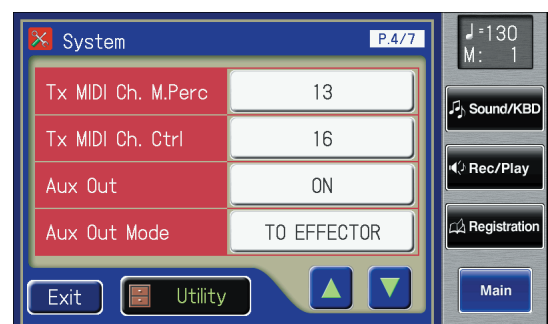 System P.4/7
Tx MIDI Ch. M.Perc 13
Tx MIDI Ch. Ctrl 16
Aux Out ON
Aux Out Mode TO EFFECTOR
Exit Utility
♩=130
M: 1
Sound/KBD
Rec/Play
Registration
Main